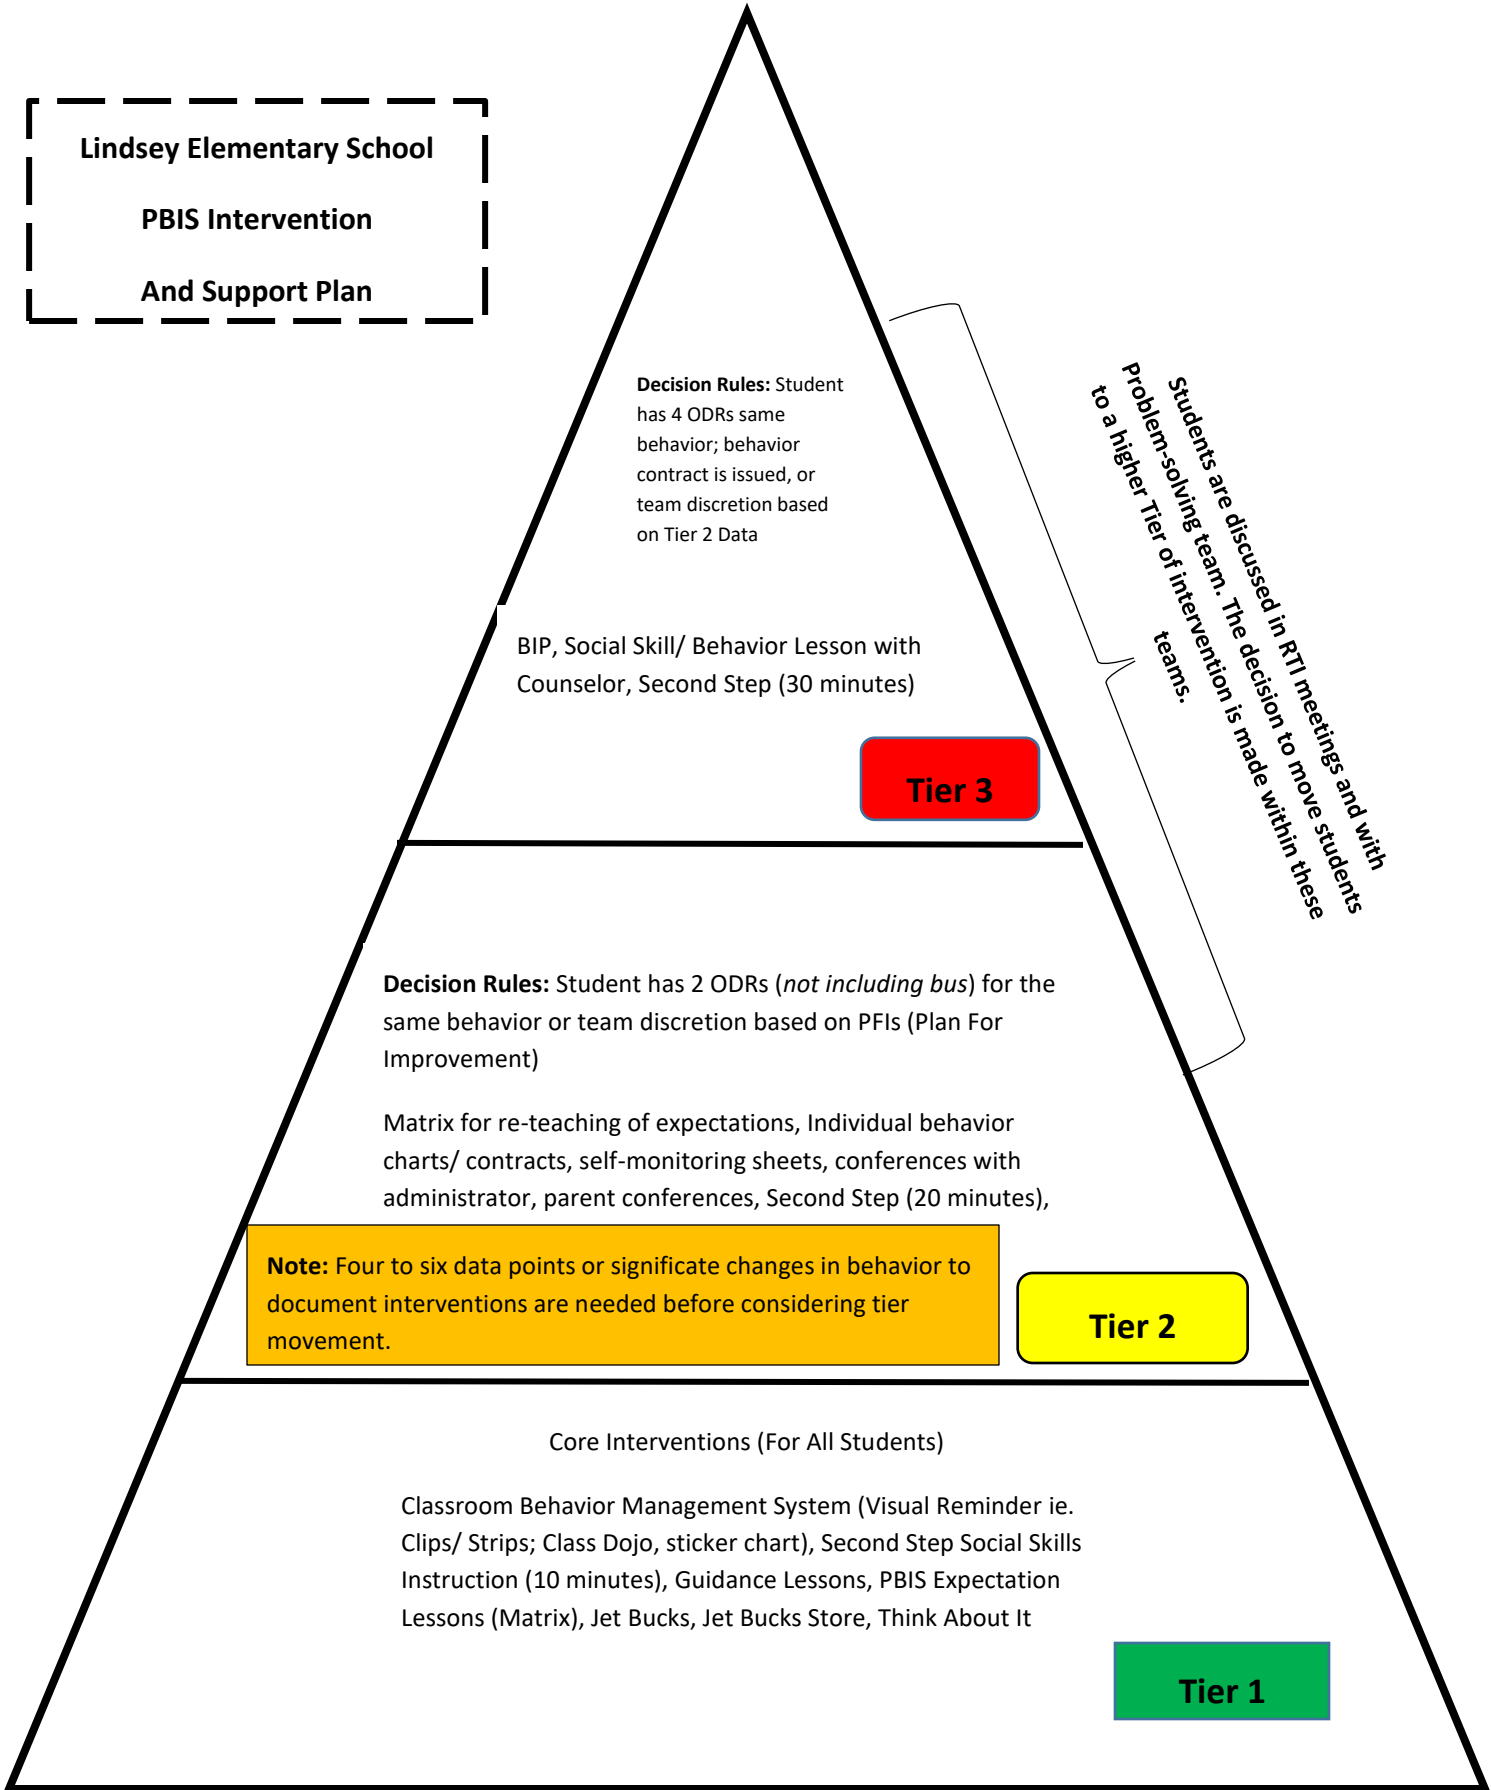 Lindsey Elementary School
PBIS Intervention
And Support Plan
Decision Rules: Student
has 4 ODRs same
behavior; behavior
contract is issued, or
team discretion based
on Tier 2 Data
BIP, Social Skill/ Behavior Lesson with
Counselor, Second Step (30 minutes)
Tier 3
Students are discussed in RTI meetings and with
Problem-solving team. The decision to move students
to a higher Tier of intervention is made within these
teams.
Decision Rules: Student has 2 ODRs (not including bus) for the
same behavior or team discretion based on PFIs (Plan For
Improvement)
Matrix for re-teaching of expectations, Individual behavior
charts/ contracts, self-monitoring sheets, conferences with
administrator, parent conferences, Second Step (20 minutes),
Note: Four to six data points or significate changes in behavior to
document interventions are needed before considering tier
movement.
Tier 2
Core Interventions (For All Students)
Classroom Behavior Management System (Visual Reminder ie.
Clips/ Strips; Class Dojo, sticker chart), Second Step Social Skills
Instruction (10 minutes), Guidance Lessons, PBIS Expectation
Lessons (Matrix), Jet Bucks, Jet Bucks Store, Think About It
Tier 1